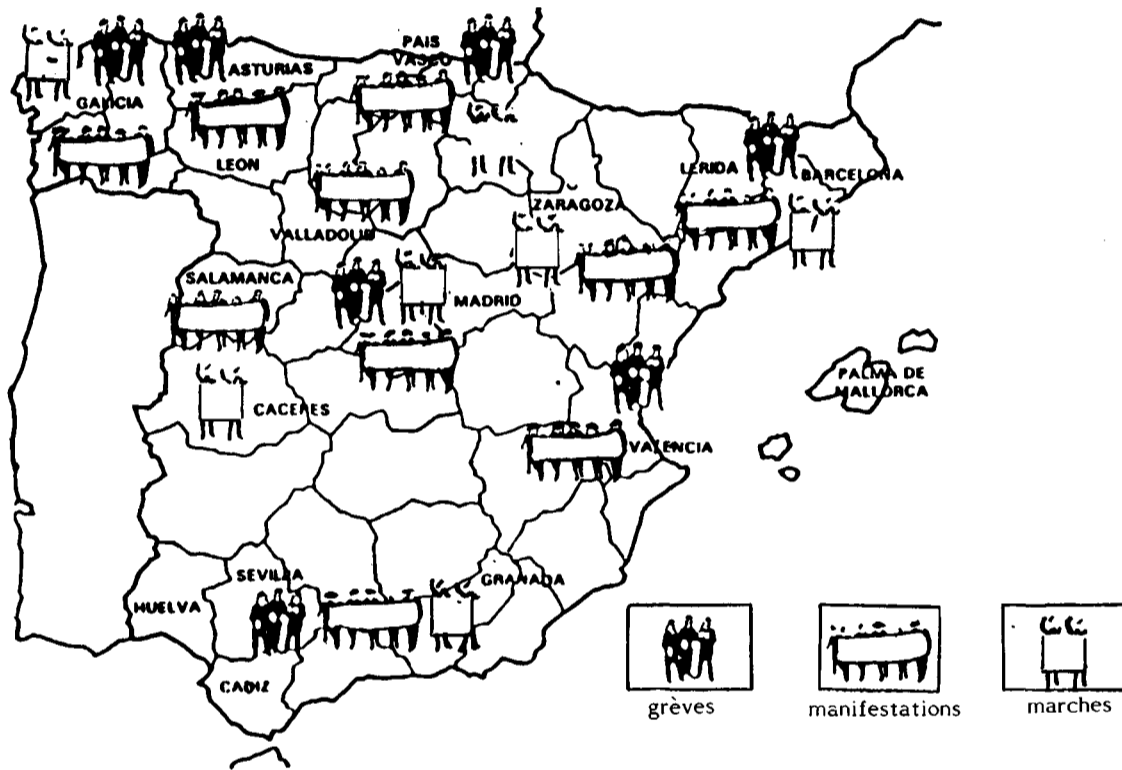 PAIS
VASCO
ASTURIAS
GALICIA
LEON
LERIDA
BARCELONA
ZARAGOZA
VALLADOLID
SALAMANCA
MADRID
PALMA DE
MALLORCA
CACERES
VALENCIA
SEVILLA
GRANADA
HUELVA
CADIZ
grèves
manifestations
marches